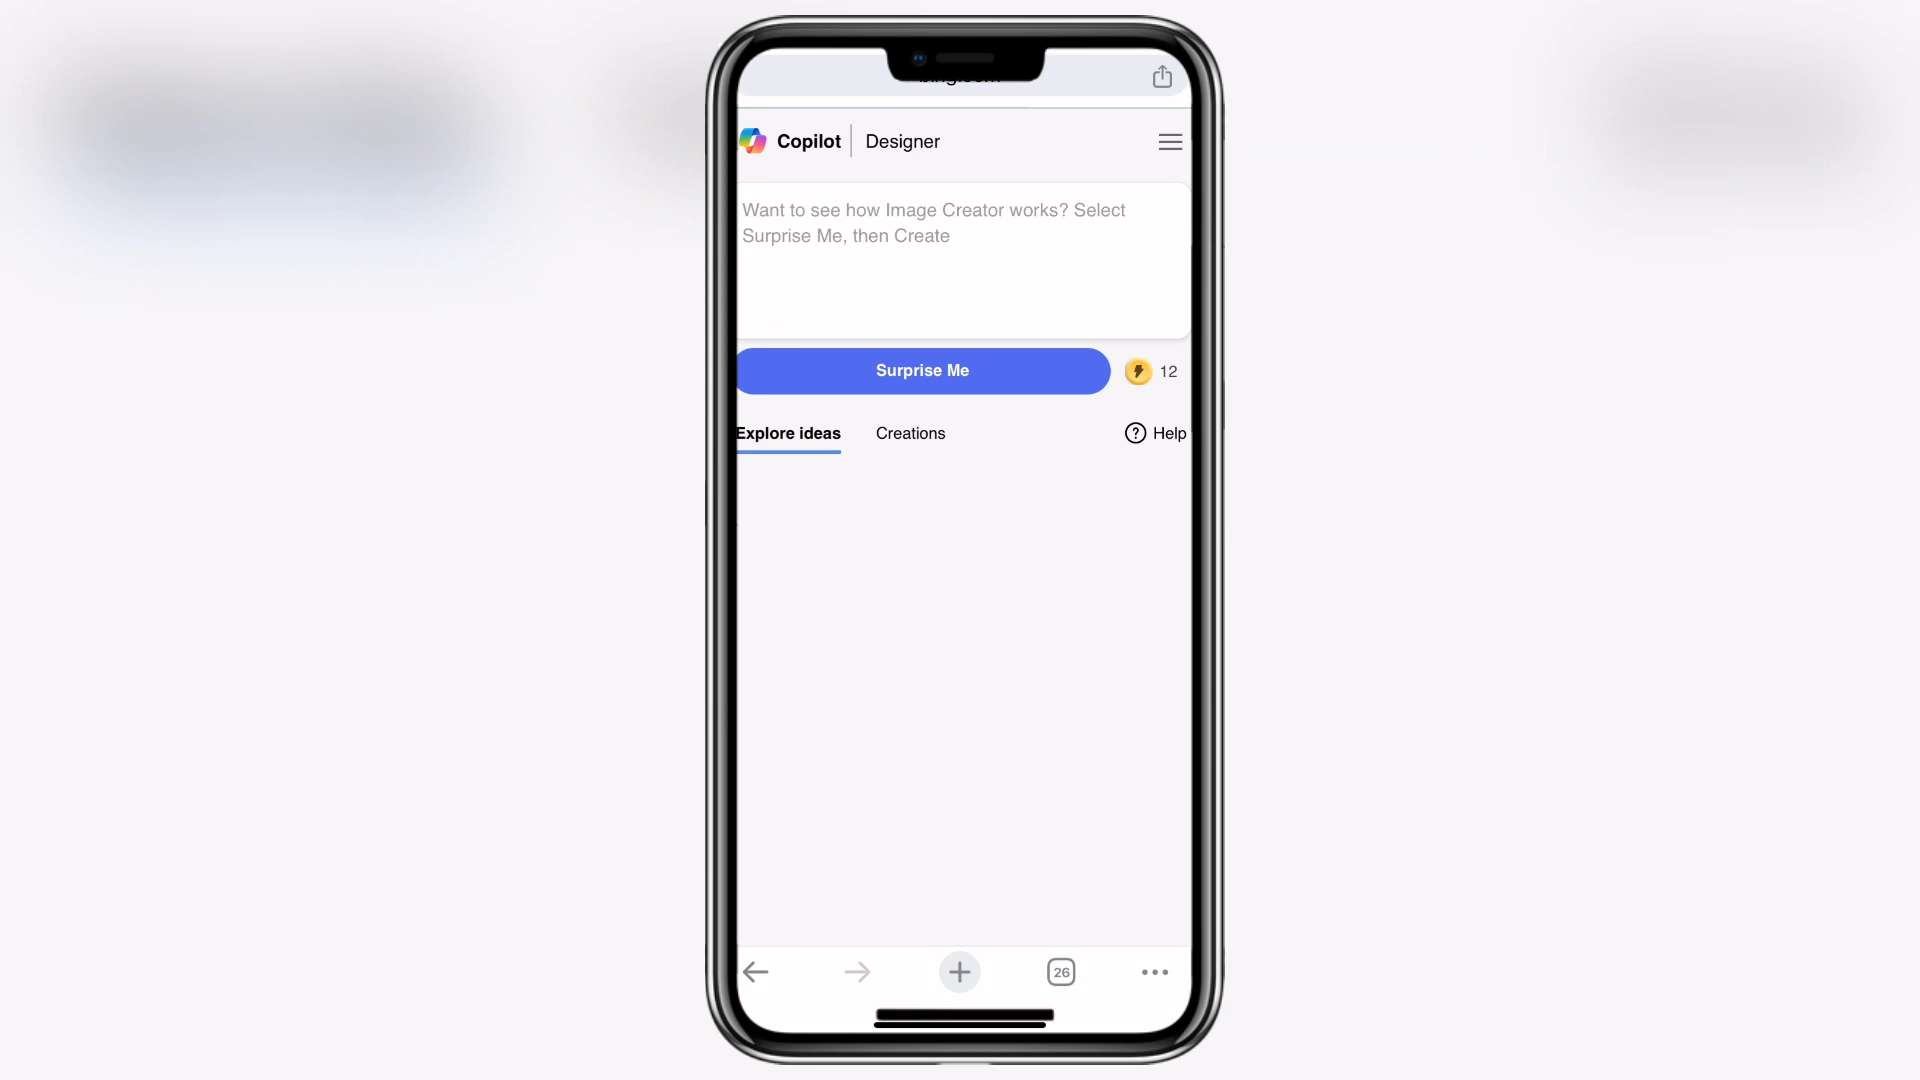 Copilot | Designer
Want to see how Image Creator works? Select
Surprise Me, then Create
Surprise Me
12
Explore ideas
Creations
Help
26